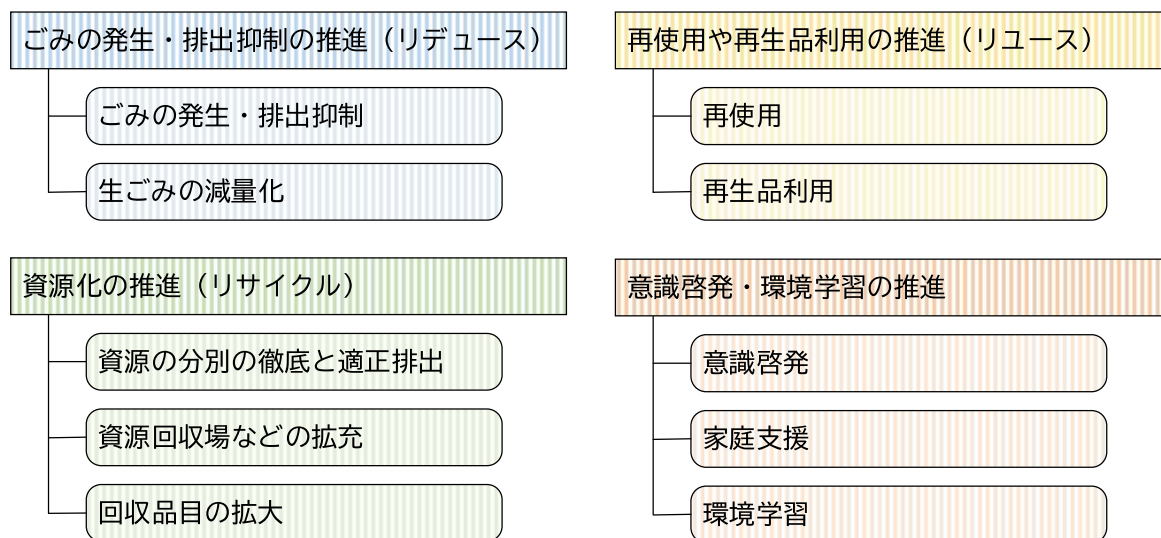 ごみの発生・排出抑制の推進（リデュース）
ごみの発生・排出抑制
生ごみの減量化
再使用や再生品利用の推進（リユース）
再使用
再生品利用
資源化の推進（リサイクル）
資源の分別の徹底と適正排出
資源回収場などの拡充
回収品目の拡大
意識啓発・環境学習の推進
意識啓発
家庭支援
環境学習